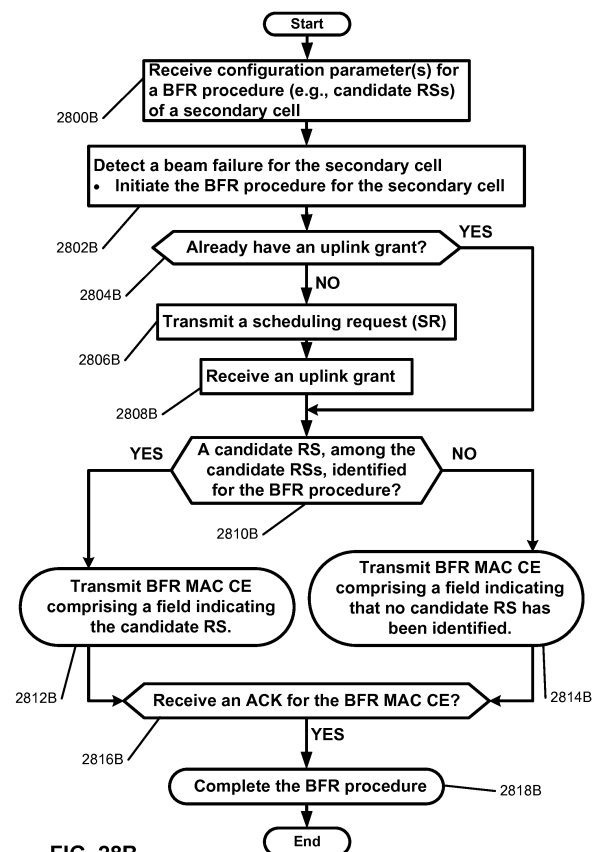 Start
Receive configuration parameter(s) for
a BFR procedure (e.g., candidate RSs)
of a secondary cell
2800B
Detect a beam failure for the secondary cell
• Initiate the BFR procedure for the secondary cell
2802B
Already have an uplink grant?
YES
2804B
NO
Transmit a scheduling request (SR)
2806B
Receive an uplink grant
2808B
YES
A candidate RS, among the
candidate RSs, identified
for the BFR procedure?
NO
2810B
Transmit BFR MAC CE
comprising a field indicating
the candidate RS.
Transmit BFR MAC CE
comprising a field indicating
that no candidate RS has
been identified.
2812B
Receive an ACK for the BFR MAC CE?
2814B
YES
2816B
Complete the BFR procedure
2818B
End
FIG. 28B